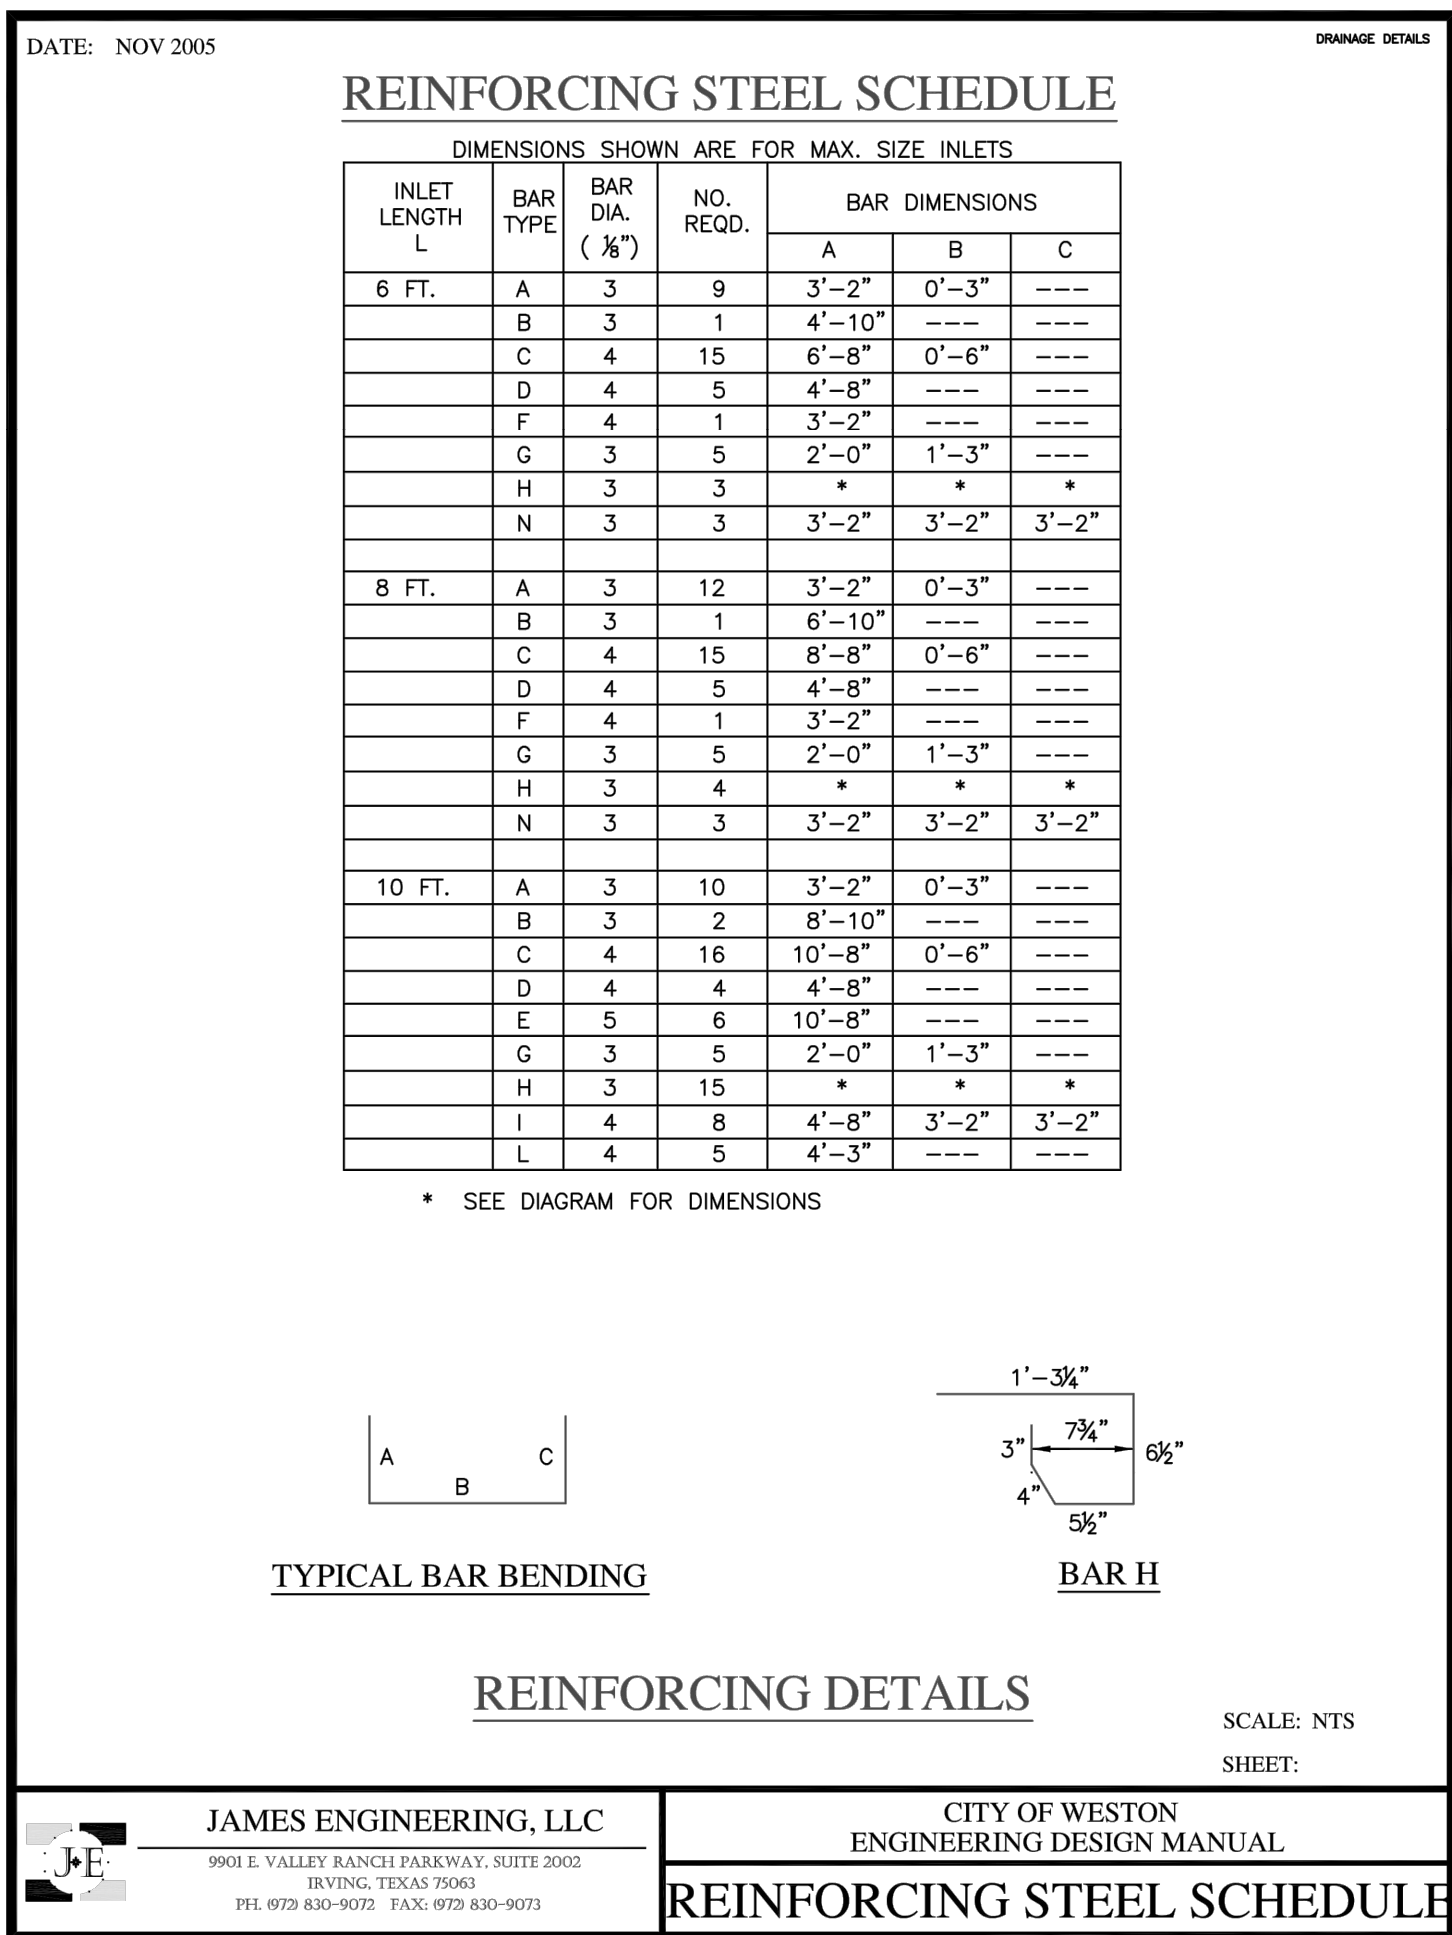 DATE: NOV 2005
DRAINAGE DETAILS
REINFORCING STEEL SCHEDULE
DIMENSIONS SHOWN ARE FOR MAX. SIZE INLETS
INLET LENGTH L BAR TYPE BAR DIA. ( ⅛") NO. REQD. BAR DIMENSIONS
A B C
6 FT. A 3 9 3'-2" 0'-3" ---
B 3 1 4'-10" --- ---
C 4 15 6'-8" 0'-6" ---
D 4 5 4'-8" --- ---
F 4 1 3'-2" --- ---
G 3 5 2'-0" 1'-3" ---
H 3 3 * * *
N 3 3 3'-2" 3'-2" 3'-2"
8 FT. A 3 12 3'-2" 0'-3" ---
B 3 1 6'-10" --- ---
C 4 15 8'-8" 0'-6" ---
D 4 5 4'-8" --- ---
F 4 1 3'-2" --- ---
G 3 5 2'-0" 1'-3" ---
H 3 4 * * *
N 3 3 3'-2" 3'-2" 3'-2"
10 FT. A 3 10 3'-2" 0'-3" ---
B 3 2 8'-10" --- ---
C 4 16 10'-8" 0'-6" ---
D 4 4 4'-8" --- ---
E 5 6 10'-8" --- ---
G 3 5 2'-0" 1'-3" ---
H 3 15 * * *
I 4 8 4'-8" 3'-2" 3'-2"
L 4 5 4'-3" --- ---
* SEE DIAGRAM FOR DIMENSIONS
A B C
TYPICAL BAR BENDING
1'-3¼"
7¾"
3"
6½"
4"
5½"
BAR H
REINFORCING DETAILS
SCALE: NTS
SHEET:
J E
JAMES ENGINEERING, LLC
9901 E. VALLEY RANCH PARKWAY, SUITE 2002
IRVING, TEXAS 75063
PH. (972) 830-9072 FAX: (972) 830-9073
CITY OF WESTON
ENGINEERING DESIGN MANUAL
REINFORCING STEEL SCHEDULE